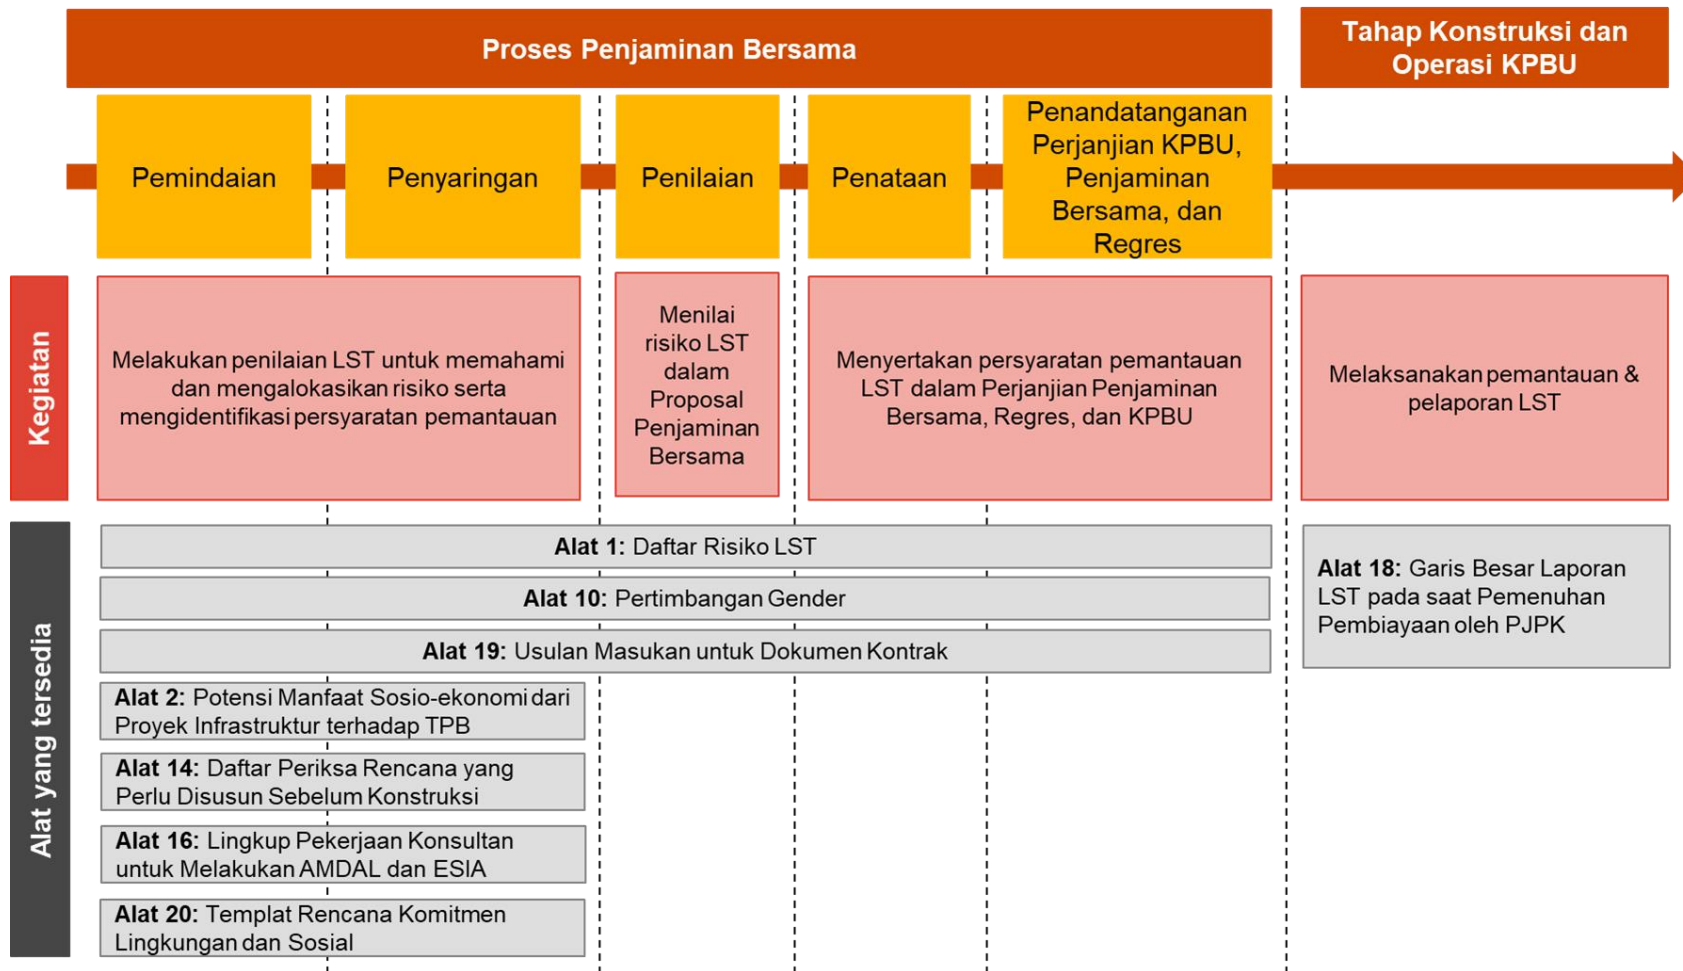 Proses Penjaminan Bersama
Tahap Konstruksi dan
Operasi KPBU
Pemindaian
Penyaringan
Penilaian
Penataan
Penandatanganan
Perjanjian KPBU,
Penjaminan
Bersama, dan
Regres
Kegiatan
Melakukan penilaian LST untuk memahami
dan mengalokasikan risiko serta
mengidentifikasi persyaratan pemantauan
Menilai
risiko LST
dalam
Proposal
Penjaminan
Bersama
Menyertakan persyaratan pemantauan
LST dalam Perjanjian Penjaminan
Bersama, Regres, dan KPBU
Melaksanakan pemantauan &
pelaporan LST
Alat yang tersedia
Alat 1: Daftar Risiko LST
Alat 10: Pertimbangan Gender
Alat 19: Usulan Masukan untuk Dokumen Kontrak
Alat 2: Potensi Manfaat Sosio-ekonomi dari
Proyek Infrastruktur terhadap TPB
Alat 14: Daftar Periksa Rencana yang
Perlu Disusun Sebelum Konstruksi
Alat 16: Lingkup Pekerjaan Konsultan
untuk Melakukan AMDAL dan ESIA
Alat 20: Templat Rencana Komitmen
Lingkungan dan Sosial
Alat 18: Garis Besar Laporan
LST pada saat Pemenuhan
Pembiayaan oleh PJPK